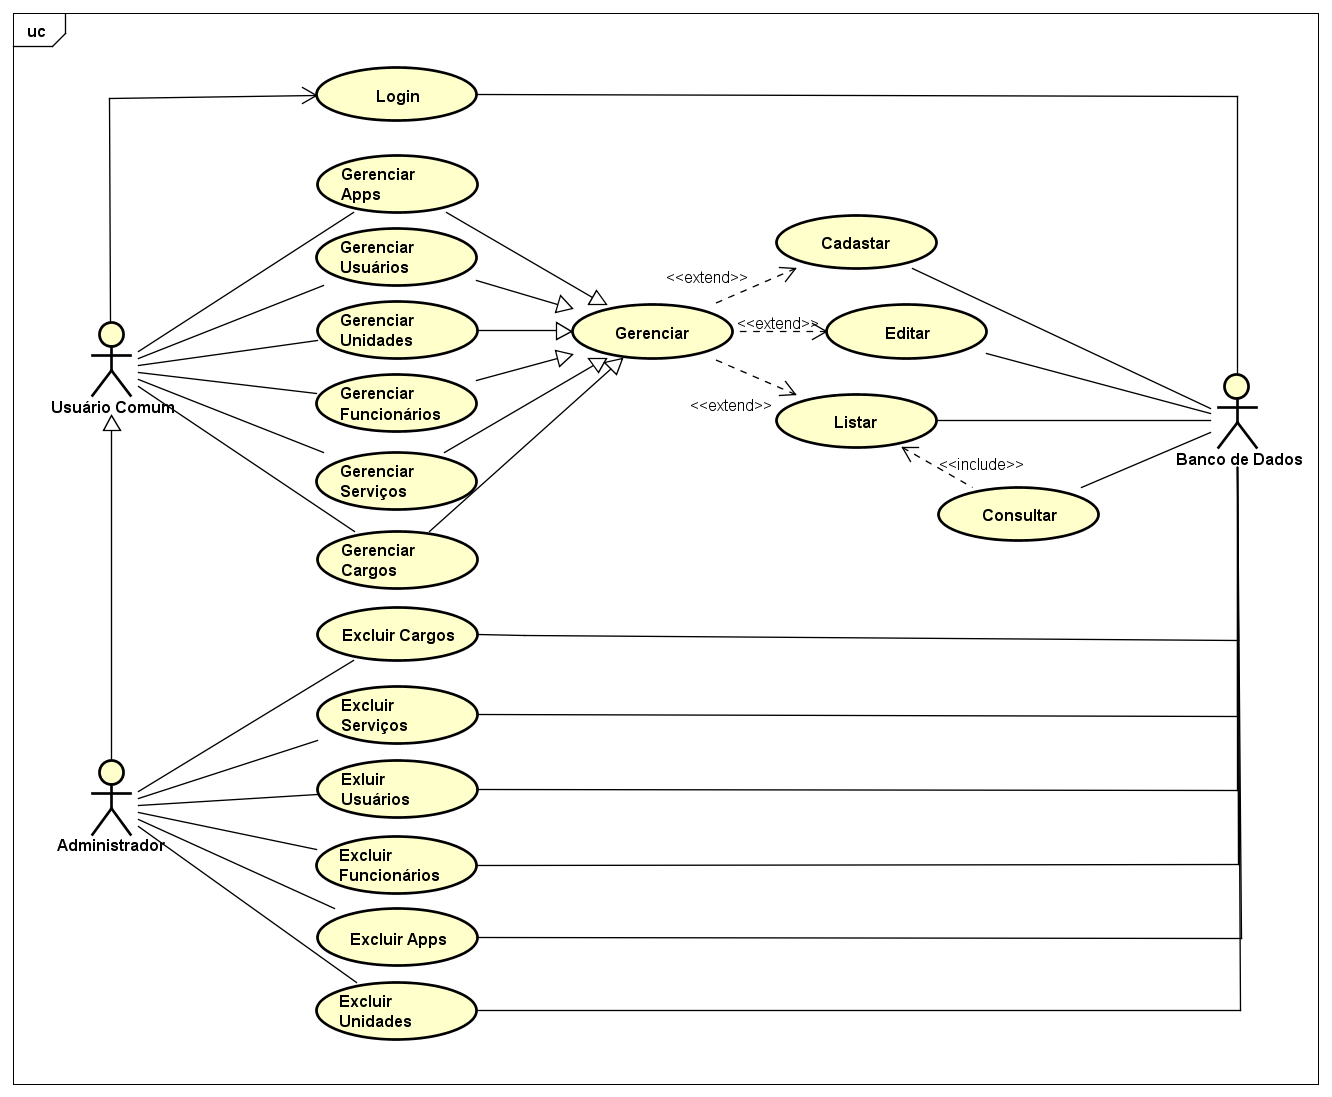 uc
Login
Gerenciar
Apps
Gerenciar
Usuários
Gerenciar
Unidades
Gerenciar
Funcionários
Gerenciar
Serviços
Gerenciar
Cargos
Gerenciar
<<extend>>
<<extend>>
<<extend>>
Cadastar
Editar
Listar
<<include>>
Consultar
Usuário Comum
Banco de Dados
Excluir Cargos
Excluir
Serviços
Exluir
Usuários
Excluir
Funcionários
Excluir Apps
Excluir
Unidades
Administrador